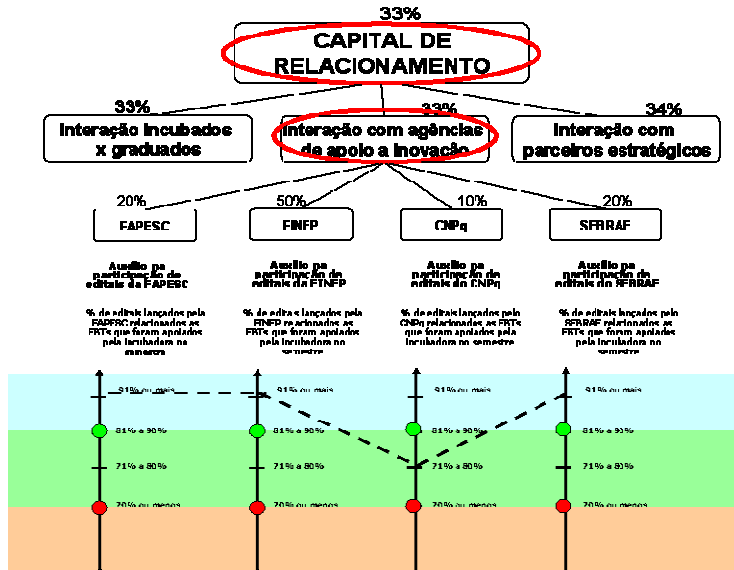 33%
CAPITAL DE
RELACIONAMENTO
33%
33%
34%
Interação Incubados
x graduados
Interação com agências
de apoio a Inovação
Interação com
parceiros estratégicos
20%
50%
10%
20%
FAPESC
FINEP
CNPq
SEBRAE
Auxílio pa
participação de
editais da FAPESC
Auxílio pa
participação de
editais da FINEP
Auxílio pa
participação de
editais do CNPq
Auxílio pa
participação de
editais do SEBRAE
% de editais lançados pela
FAPESC relacionados as
EBTs que foram apoiados
pela incubadora no
semestre
% de editais lançados pela
FINEP relacionados as
EBTs que foram apoiados
pela incubadora no
semestre
% de editais lançados pelo
CNPq relacionados as EBTs
que foram apoiados pela
incubadora no semestre
% de editais lançados pelo
SEBRAE relacionados as
EBTs que foram apoiados
pela incubadora no
semestre
91% ou mais
91% ou mais
91% ou mais
91% ou mais
81% a 90%
81% a 90%
81% a 90%
81% a 90%
71% a 80%
71% a 80%
71% a 80%
71% a 80%
70% ou menos
70% ou menos
70% ou menos
70% ou menos